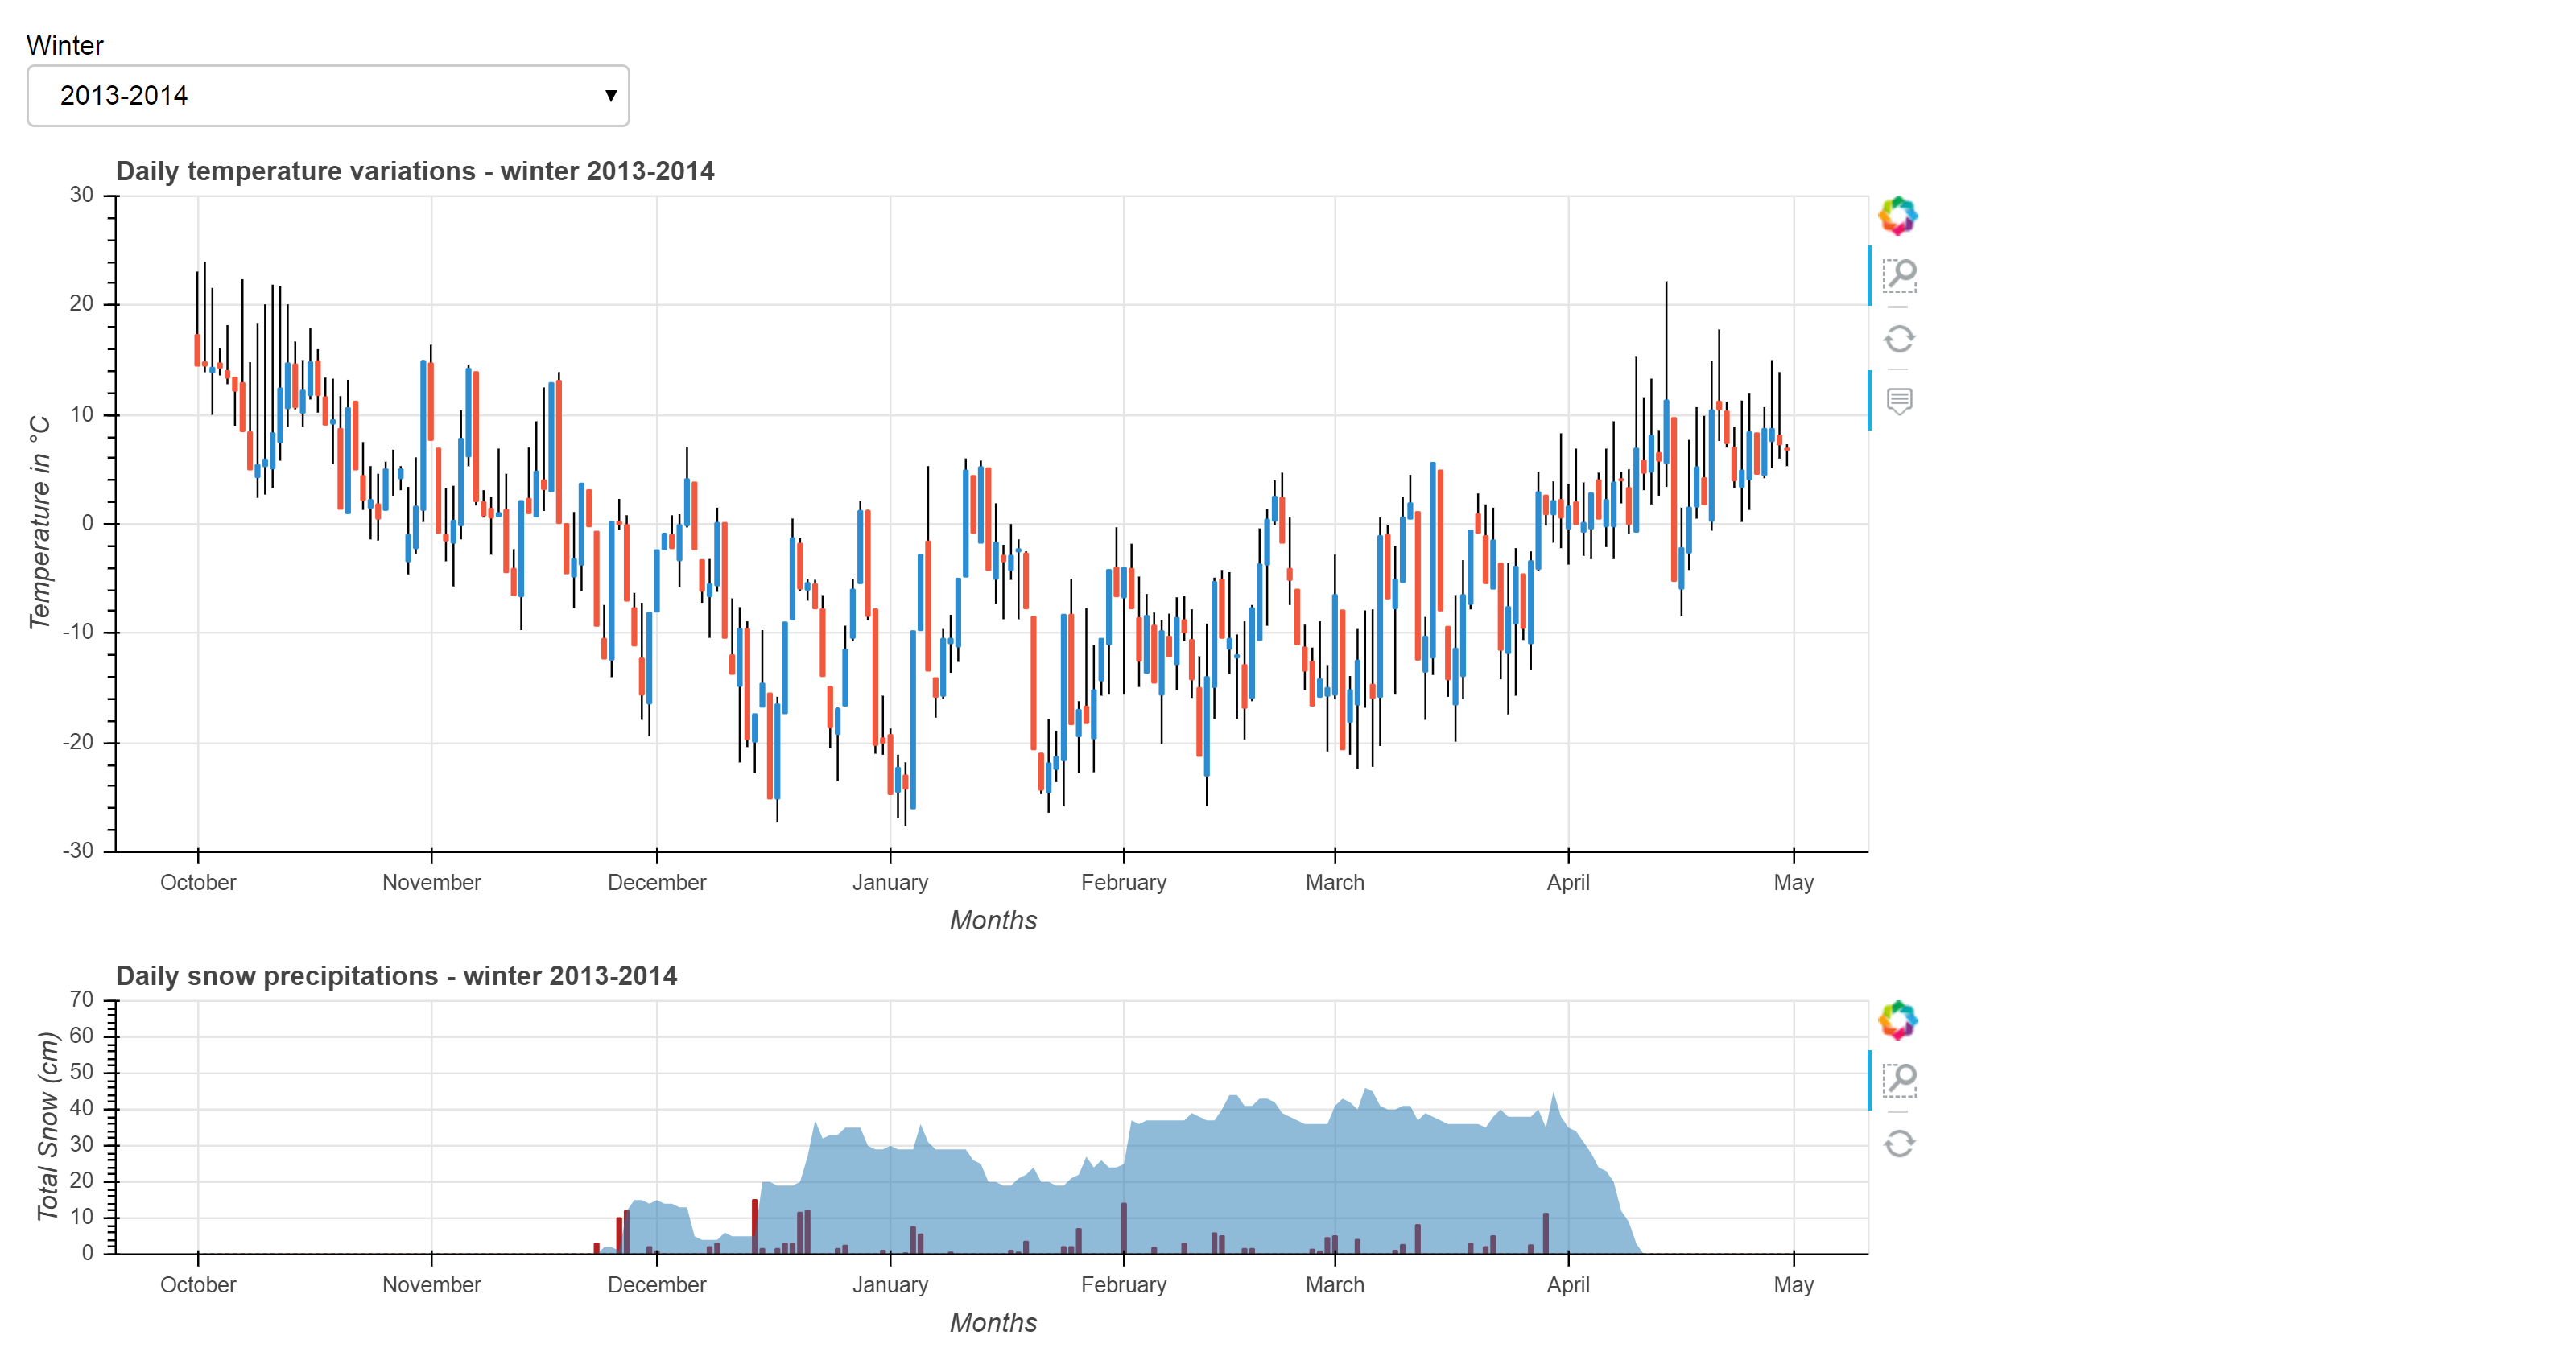 Winter
2013-2014
Daily temperature variations - winter 2013-2014
30
20
10
0
-10
-20
-30
Temperature in °C
October November December January February March April May
Months
Daily snow precipitations - winter 2013-2014
70
60
50
40
30
20
10
0
Total Snow (cm)
October November December January February March April May
Months